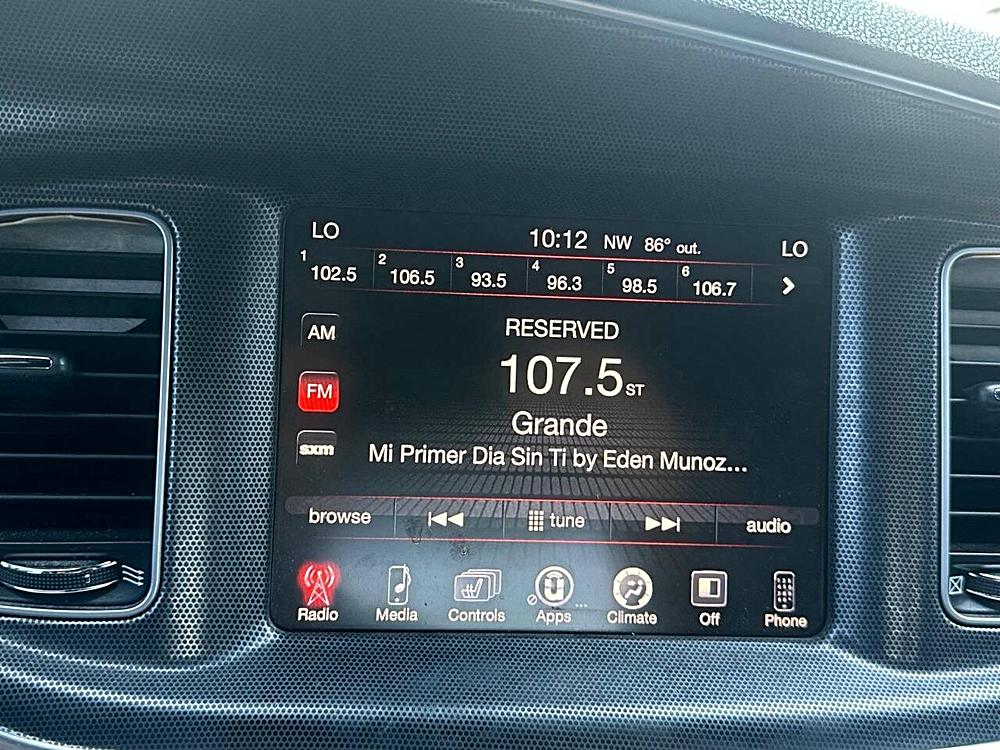 LO 10:12 NW 86° out. LO
1 102.5 2 106.5 3 93.5 4 96.3 5 98.5 6 106.7
AM
RESERVED
107.5 ST
FM
Grande
sxm
Mi Primer Dia Sin Ti by Eden Munoz...
browse tune audio
Radio Media Controls Apps ... Climate Off Phone